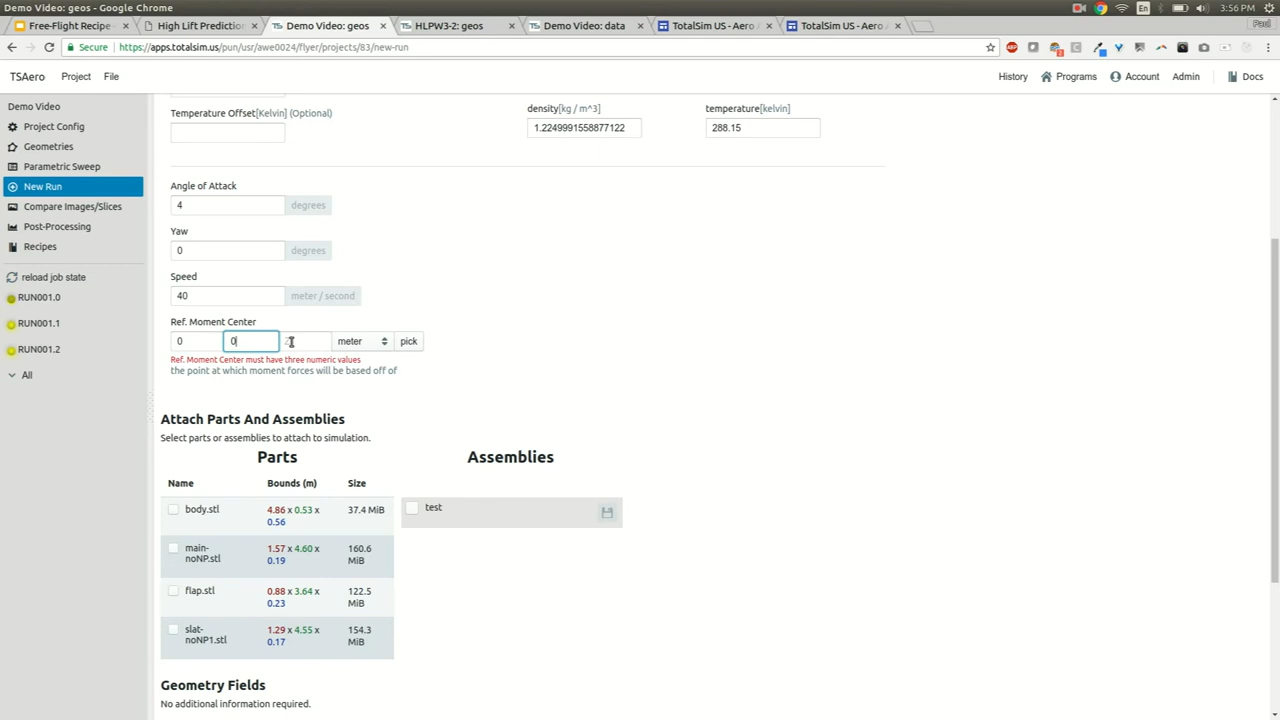 Demo Video: geos - Google Chrome
En
3:56 PM
Free-Flight Recipe
High Lift Prediction
Demo Video: geos
HLPW3-2: geos
Demo Video: data
TotalSim US - Aero
TotalSim US - Aero
Paul
Secure
https://apps.totalsim.us/pun/usr/awe0024/flyer/projects/83/new-run
ABP
TSAero
Project
File
History
Programs
Account
Admin
Docs
Demo Video
Project Config
Geometries
Parametric Sweep
New Run
Compare Images/Slices
Post-Processing
Recipes
reload job state
RUN001.0
RUN001.1
RUN001.2
All
Temperature Offset[Kelvin] (Optional)
density[kg / m^3]
1.2249991558877122
temperature[kelvin]
288.15
Angle of Attack
4 degrees
Yaw
0 degrees
Speed
40 meter / second
Ref. Moment Center
0 0 meter pick
Ref. Moment Center must have three numeric values
the point at which moment forces will be based off of
Attach Parts And Assemblies
Select parts or assemblies to attach to simulation.
Parts
Name Bounds (m) Size
body.stl 4.86 x 0.53 x 37.4 MiB
0.56
main- 1.57 x 4.60 x 160.6
noNP.stl 0.19 MiB
flap.stl 0.88 x 3.64 x 122.5
0.23 MiB
slat- 1.29 x 4.55 x 154.3
noNP1.stl 0.17 MiB
Assemblies
test
Geometry Fields
No additional information required.